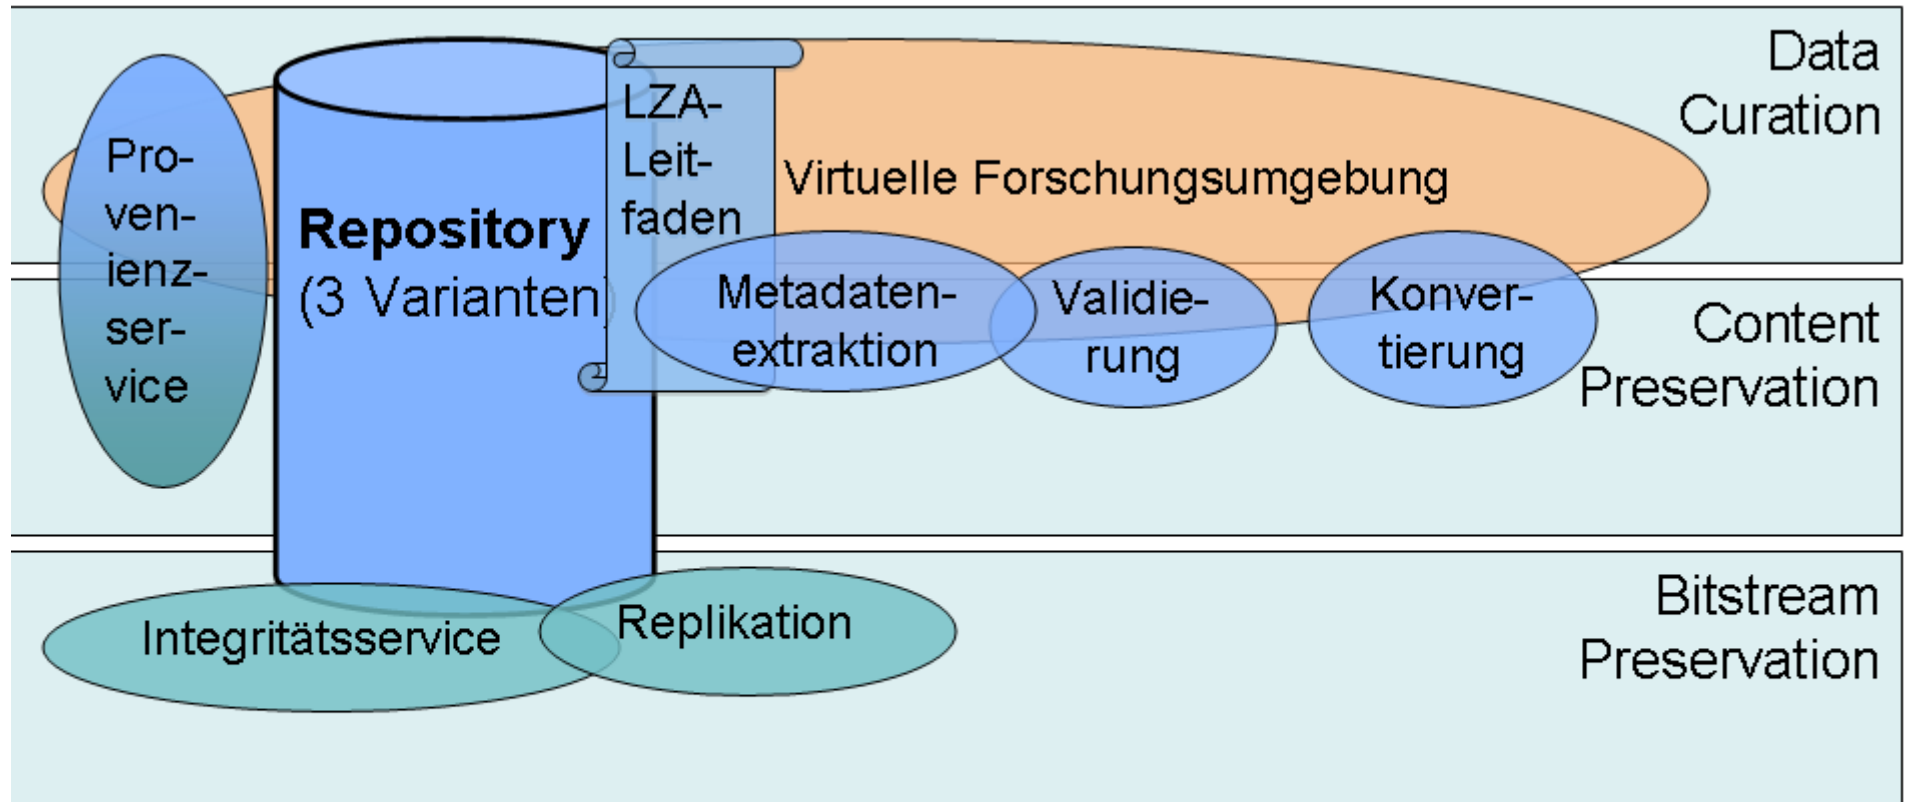 Data
Curation
Pro-
ven-
ienz-
ser-
vice
Repository
(3 Varianten)
LZA-
Leit-
faden
Virtuelle Forschungsumgebung
Metadaten-
extraktion
Validie-
rung
Konver-
tierung
Content
Preservation
Integritätsservice
Replikation
Bitstream
Preservation